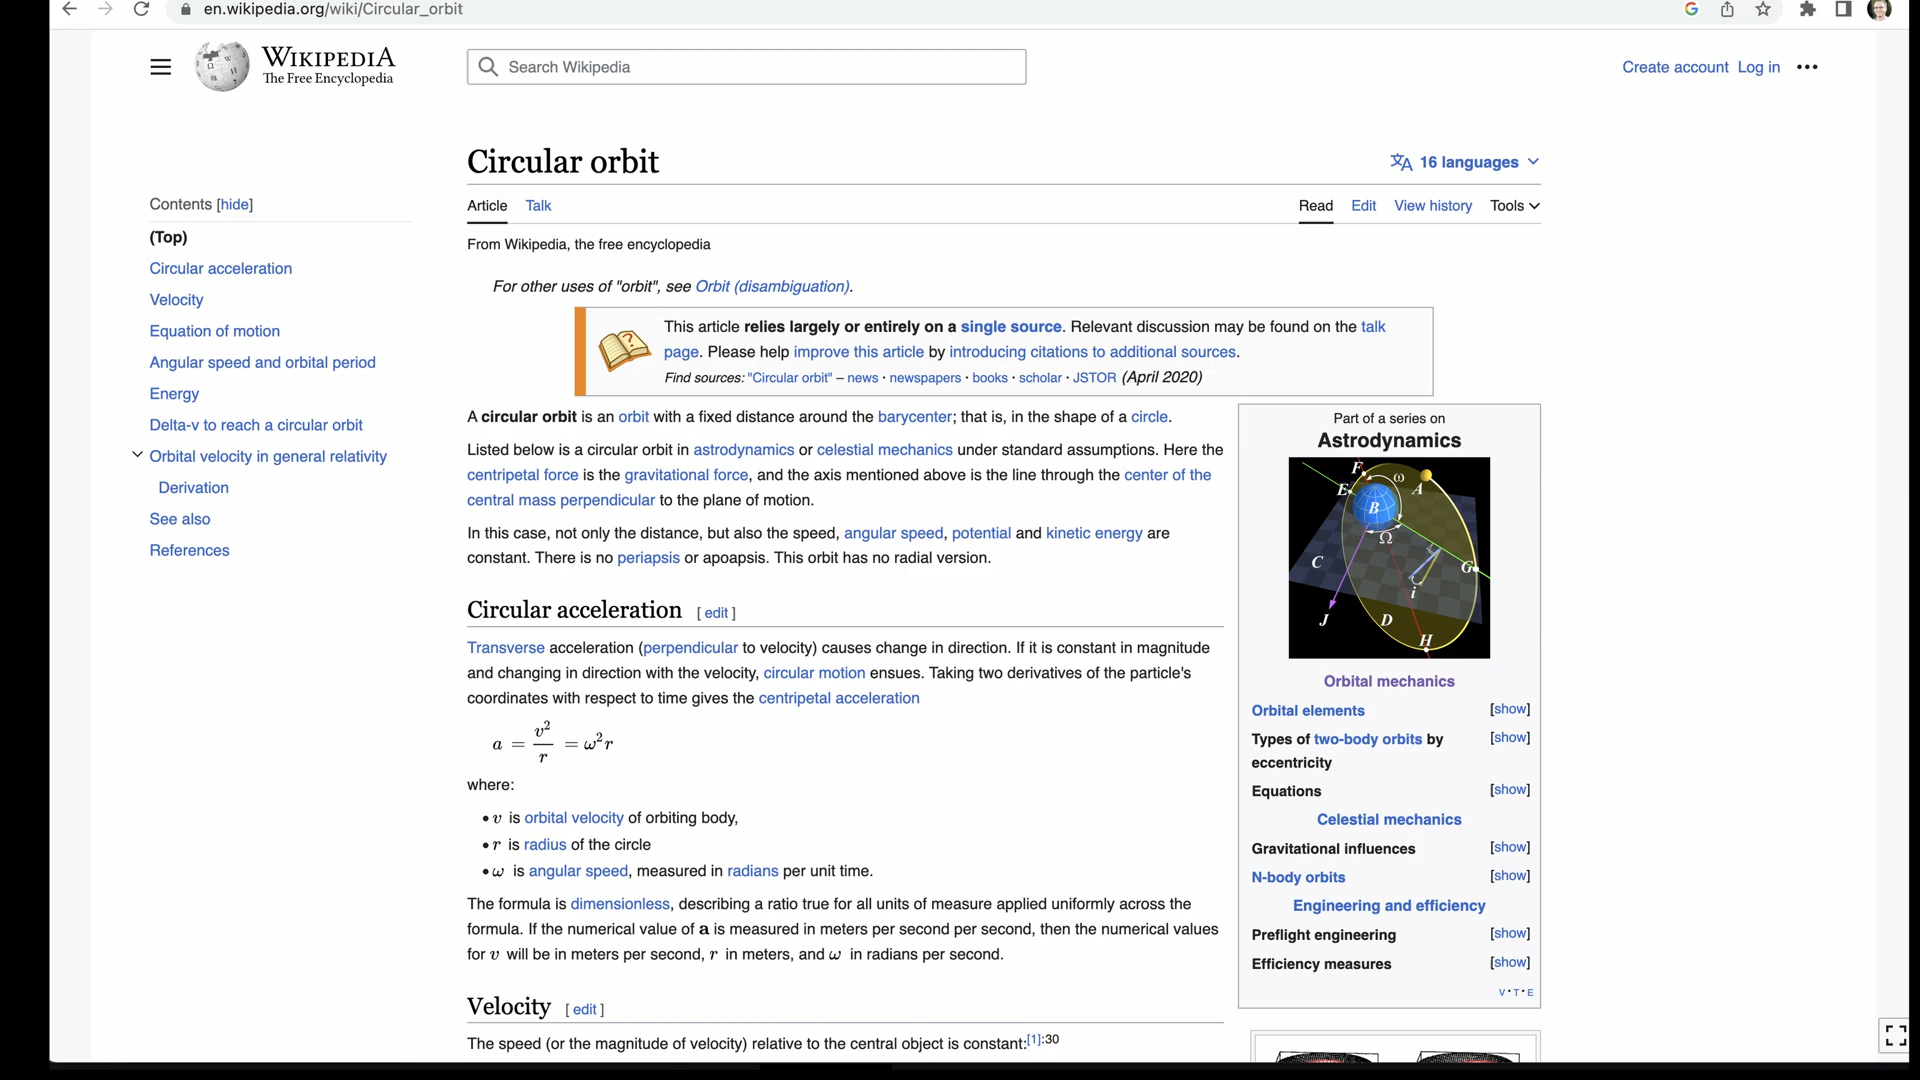 en.wikipedia.org/wiki/Circular_orbit
WIKIPEDIA
The Free Encyclopedia
Search Wikipedia
Create account Log in
Circular orbit
16 languages
Article Talk
Read Edit View history Tools
From Wikipedia, the free encyclopedia
Contents [hide]
(Top)
Circular acceleration
Velocity
Equation of motion
Angular speed and orbital period
Energy
Delta-v to reach a circular orbit
Orbital velocity in general relativity
Derivation
See also
References
For other uses of "orbit", see Orbit (disambiguation).
This article relies largely or entirely on a single source. Relevant discussion may be found on the talk
page. Please help improve this article by introducing citations to additional sources.
Find sources: "Circular orbit" – news · newspapers · books · scholar · JSTOR (April 2020)
A circular orbit is an orbit with a fixed distance around the barycenter; that is, in the shape of a circle.
Listed below is a circular orbit in astrodynamics or celestial mechanics under standard assumptions. Here the
centripetal force is the gravitational force, and the axis mentioned above is the line through the center of the
central mass perpendicular to the plane of motion.
In this case, not only the distance, but also the speed, angular speed, potential and kinetic energy are
constant. There is no periapsis or apoapsis. This orbit has no radial version.
Circular acceleration [ edit ]
Transverse acceleration (perpendicular to velocity) causes change in direction. If it is constant in magnitude
and changing in direction with the velocity, circular motion ensues. Taking two derivatives of the particle's
coordinates with respect to time gives the centripetal acceleration
a = v²/r = ω²r
where:
• v is orbital velocity of orbiting body,
• r is radius of the circle
• ω is angular speed, measured in radians per unit time.
The formula is dimensionless, describing a ratio true for all units of measure applied uniformly across the
formula. If the numerical value of a is measured in meters per second per second, then the numerical values
for v will be in meters per second, r in meters, and ω in radians per second.
Velocity [ edit ]
The speed (or the magnitude of velocity) relative to the central object is constant:[1]:30
Part of a series on
Astrodynamics
F
ω
A
E
B
Ω
C
G
i
J
D
H
Orbital mechanics
Orbital elements [show]
Types of two-body orbits by [show]
eccentricity
Equations [show]
Celestial mechanics
Gravitational influences [show]
N-body orbits [show]
Engineering and efficiency
Preflight engineering [show]
Efficiency measures [show]
V · T · E